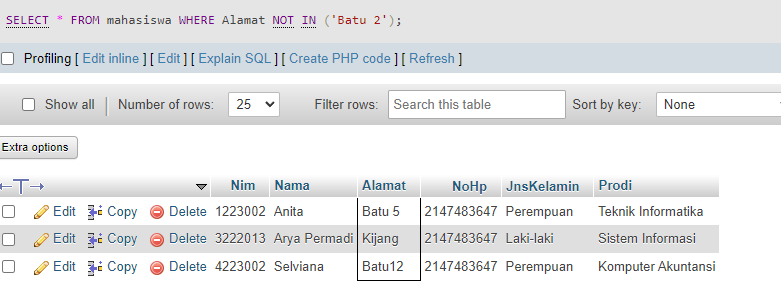 SELECT * FROM mahasiswa WHERE Alamat NOT IN ('Batu 2');
Profiling [ Edit inline ] [ Edit ] [ Explain SQL ] [ Create PHP code ] [ Refresh ]
Show all Number of rows: 25 Filter rows: Search this table Sort by key: None
Extra options
Nim Nama Alamat NoHp JnsKelamin Prodi
Edit Copy Delete 1223002 Anita Batu 5 2147483647 Perempuan Teknik Informatika
Edit Copy Delete 3222013 Arya Permadi Kijang 2147483647 Laki-laki Sistem Informasi
Edit Copy Delete 4223002 Selviana Batu12 2147483647 Perempuan Komputer Akuntansi